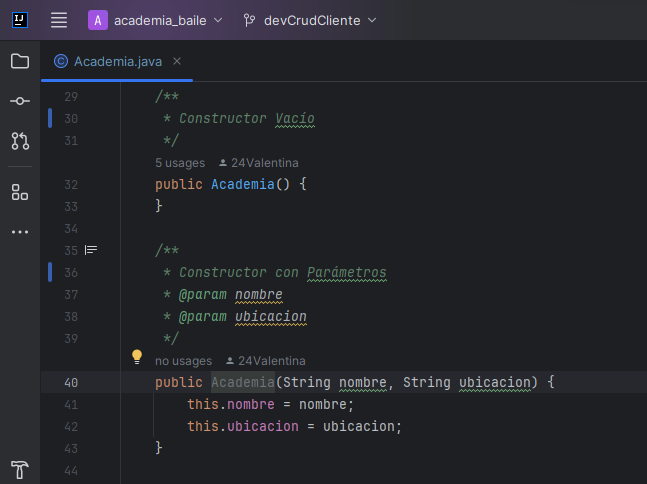 IJ A academia_baile devCrudCliente
C Academia.java ×
29 /**
30 * Constructor Vacío
31 */
5 usages 24Valentina
32 public Academia() {
33 }
34
35 /**
36 * Constructor con Parámetros
37 * @param nombre
38 * @param ubicacion
39 */
no usages 24Valentina
40 public Academia(String nombre, String ubicacion) {
41 this.nombre = nombre;
42 this.ubicacion = ubicacion;
43 }
44